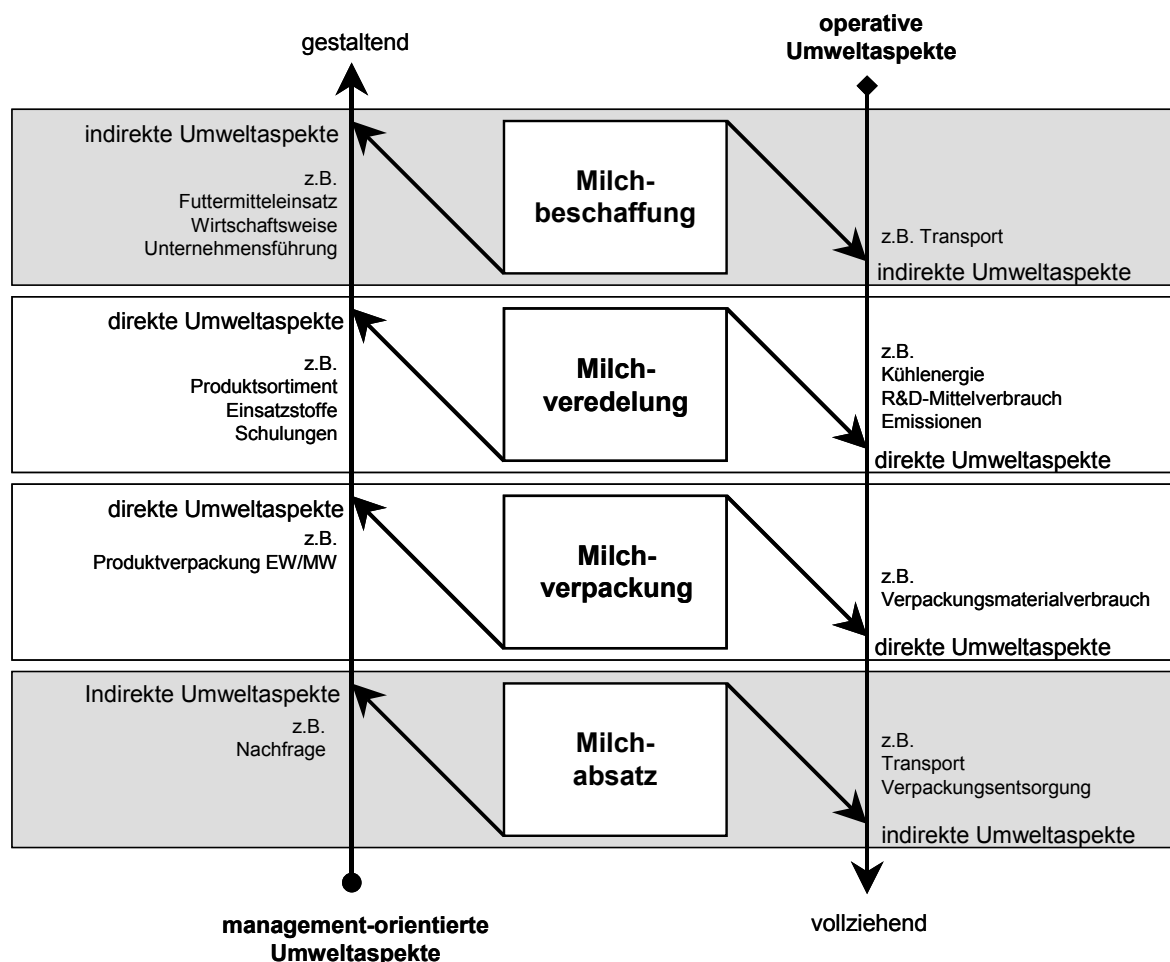 gestaltend
operative
Umweltaspekte
indirekte Umweltaspekte
z.B.
Futtermitteleinsatz
Wirtschaftsweise
Unternehmensführung
Milch-
beschaffung
z.B. Transport
indirekte Umweltaspekte
direkte Umweltaspekte
z.B.
Produktsortiment
Einsatzstoffe
Schulungen
Milch-
veredelung
z.B.
Kühlenergie
R&D-Mittelverbrauch
Emissionen
direkte Umweltaspekte
direkte Umweltaspekte
z.B.
Produktverpackung EW/MW
Milch-
verpackung
z.B.
Verpackungsmaterialverbrauch
direkte Umweltaspekte
Indirekte Umweltaspekte
z.B.
Nachfrage
Milch-
absatz
z.B.
Transport
Verpackungsentsorgung
indirekte Umweltaspekte
management-orientierte
Umweltaspekte
vollziehend